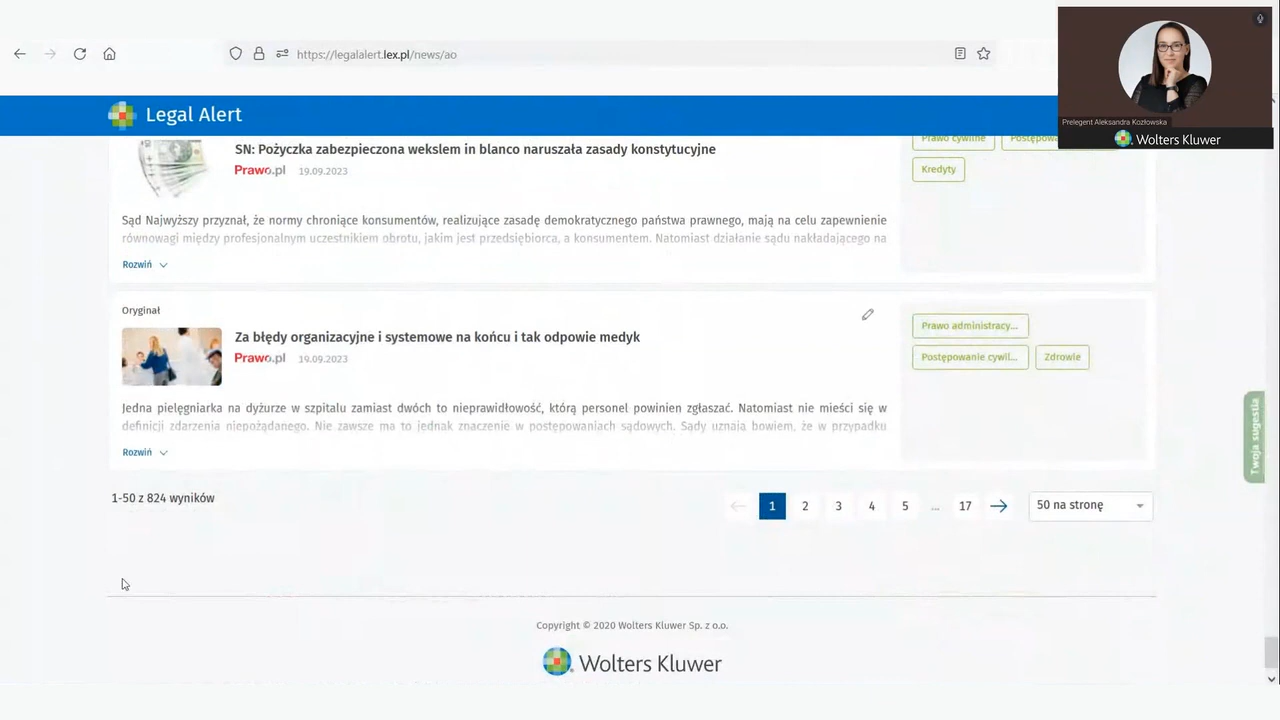 https://legalalert.lex.pl/news/ao
Prelegent Aleksandra Kozłowska
Wolters Kluwer
Legal Alert
SN: Pożyczka zabezpieczona wekslem in blanco naruszała zasady konstytucyjne
Prawo.pl 19.09.2023
Prawo cywilne
Kredyty
Sąd Najwyższy przyznał, że normy chroniące konsumentów, realizujące zasadę demokratycznego państwa prawnego, mają na celu zapewnienie
równowagi między profesjonalnym uczestnikiem obrotu, jakim jest przedsiębiorca, a konsumentem. Natomiast działanie sądu nakładającego na
Rozwiń
Oryginał
Za błędy organizacyjne i systemowe na końcu i tak odpowie medyk
Prawo.pl 19.09.2023
Prawo administracy...
Postępowanie cywil... Zdrowie
Jedna pielęgniarka na dyżurze w szpitalu zamiast dwóch to nieprawidłowość, którą personel powinien zgłaszać. Natomiast nie mieści się w
definicji zdarzenia niepożądanego. Nie zawsze ma to jednak znaczenie w postępowaniach sądowych. Sądy uznają bowiem, że w przypadku
Rozwiń
Twoja sugestia
1-50 z 824 wyników
1 2 3 4 5 ... 17
50 na stronę
Copyright © 2020 Wolters Kluwer Sp. z o.o.
Wolters Kluwer